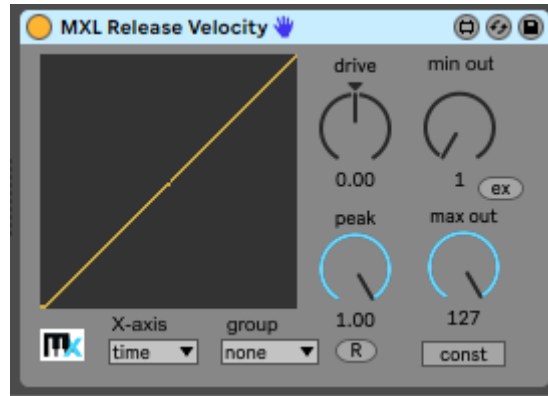 MXL Release Velocity
drive
min out
0.00
1
ex
peak
max out
1.00
127
X-axis
group
time
none
R
const
mx